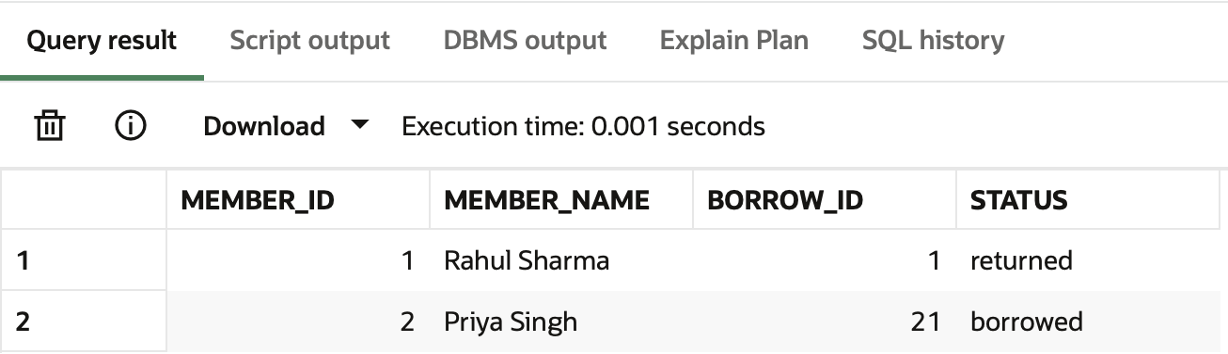 Query result Script output DBMS output Explain Plan SQL history
Download Execution time: 0.001 seconds
MEMBER_ID MEMBER_NAME BORROW_ID STATUS
1 1 Rahul Sharma 1 returned
2 2 Priya Singh 21 borrowed